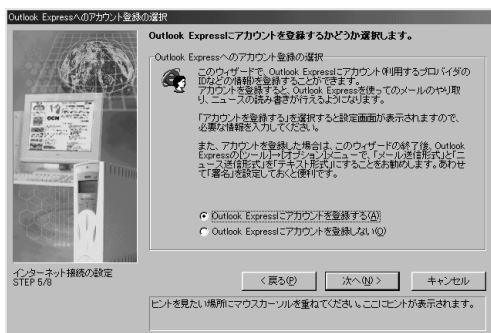 Outlook Expressへのアカウント登録の選択
Outlook Expressにアカウントを登録するかどうか選択します。
Outlook Expressへのアカウント登録の選択
このウィザードで、Outlook Expressにアカウント(利用するプロバイダの
IDなどの情報)を登録することができます。
アカウントを登録すると、Outlook Expressを使ってのメールのやり取
り、ニュースの読み書きが行えるようになります。
「アカウントを登録する」を選択すると設定画面が表示されますので、
必要な情報を入力してください。
また、アカウントを登録した場合は、このウィザードの終了後、Outlook
Expressの[ツール]→[オプション]メニューで、「メール送信形式」と「ニ
ュース送信形式」を「テキスト形式」にすることをお勧めします。あわせ
て「署名」を設定しておくと便利です。
Outlook Expressにアカウントを登録する(A)
Outlook Expressにアカウントを登録しない(O)
OCN
インターネット接続の設定
STEP 5/8
< 戻る(P)
次へ(N) >
キャンセル
ヒントを見たい場所にマウスカーソルを重ねてください。ここにヒントが表示されます。